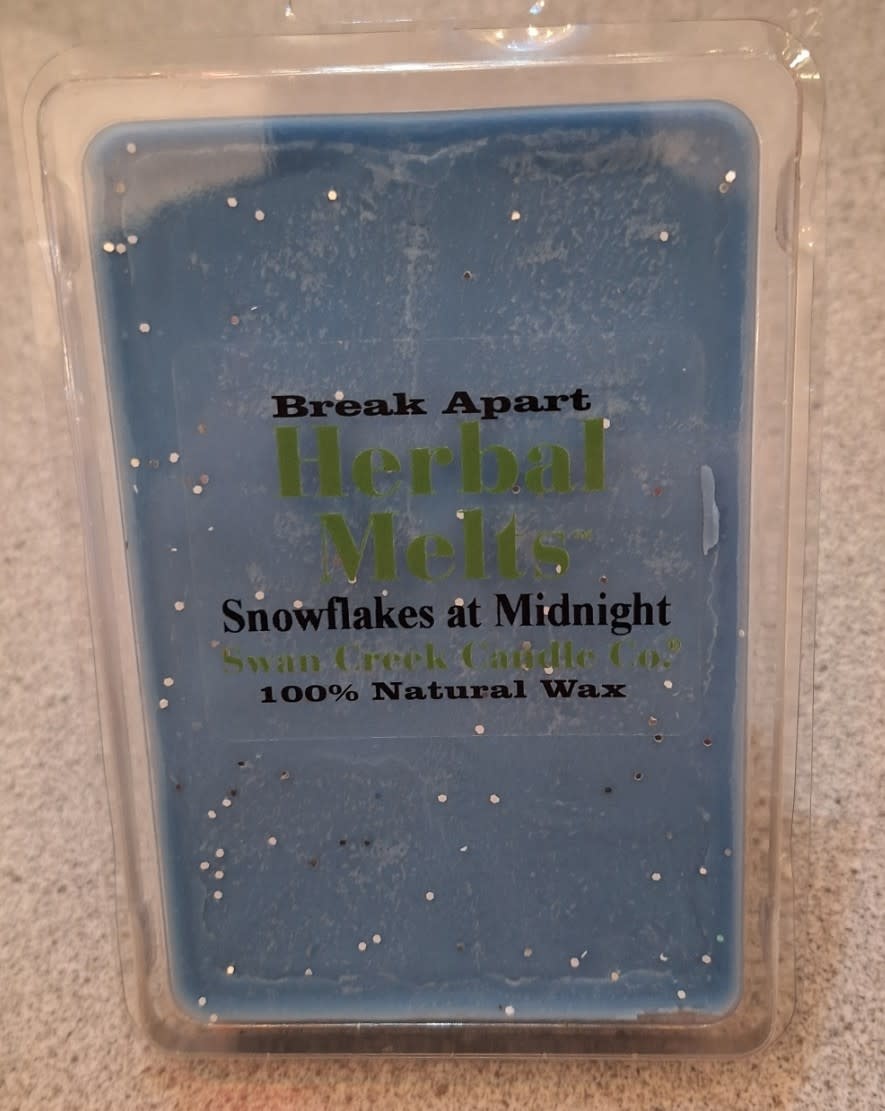 Break Apart
Herbal
Melts™
Snowflakes at Midnight
Swan Creek Candle Co.®
100% Natural Wax